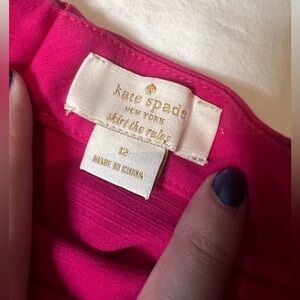 kate spade
NEW YORK
skirt the rules
12
MADE IN CHINA